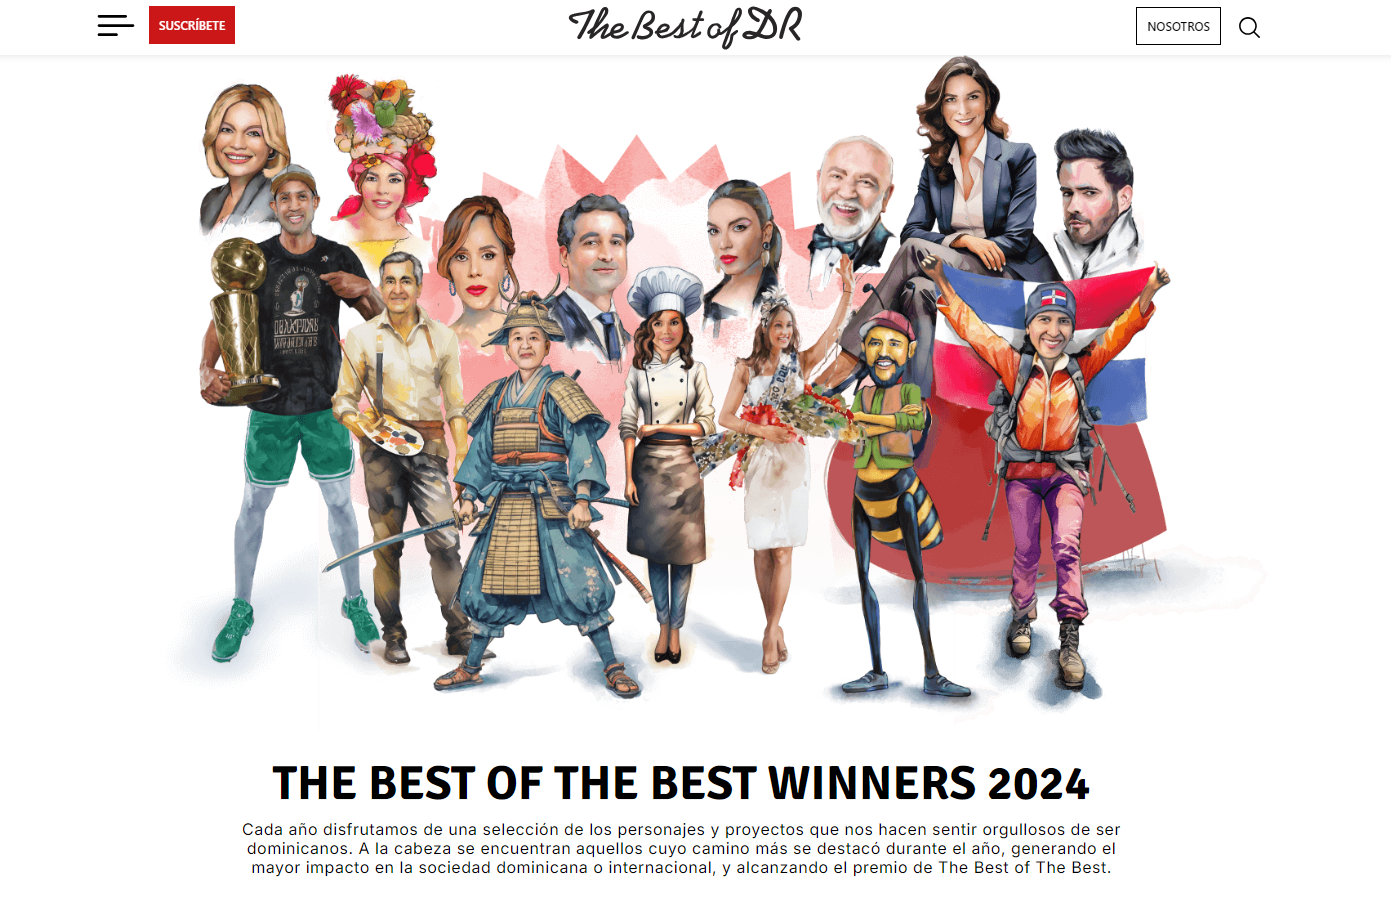 SUSCRÍBETE
The Best of DR
NOSOTROS
THE BEST OF THE BEST WINNERS 2024
Cada año disfrutamos de una selección de los personajes y proyectos que nos hacen sentir orgullosos de ser
dominicanos. A la cabeza se encuentran aquellos cuyo camino más se destacó durante el año, generando el
mayor impacto en la sociedad dominicana o internacional, y alcanzando el premio de The Best of The Best.